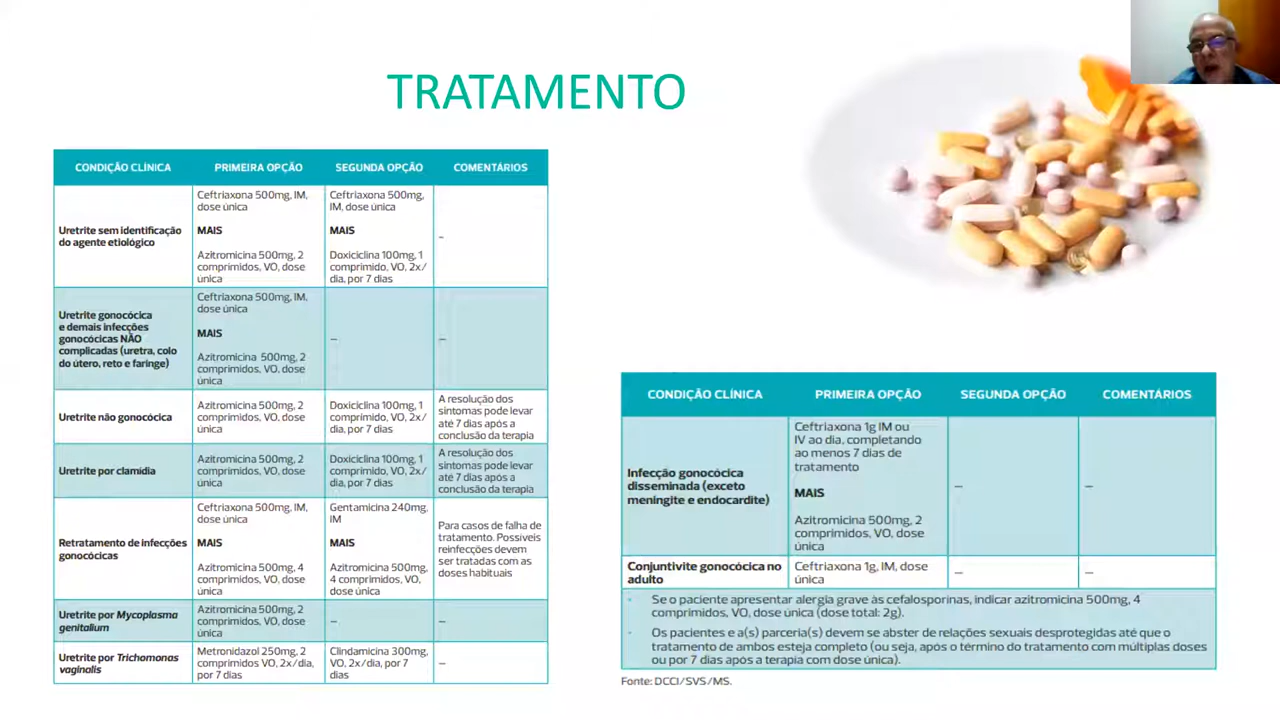 TRATAMENTO
CONDIÇÃO CLÍNICA PRIMEIRA OPÇÃO SEGUNDA OPÇÃO COMENTÁRIOS
Uretrite sem identificação
do agente etiológico
Ceftriaxona 500mg, IM,
dose única
MAIS
Azitromicina 500mg, 2
comprimidos, VO, dose
única
Ceftriaxona 500mg,
IM, dose única
MAIS
Doxiciclina 100mg, 1
comprimido, VO, 2x/
dia, por 7 dias
–
Uretrite gonocócica
e demais infecções
gonocócicas NÃO
complicadas (uretra, colo
do útero, reto e faringe)
Ceftriaxona 500mg, IM,
dose única
MAIS
Azitromicina 500mg, 2
comprimidos, VO, dose
única
–
–
Uretrite não gonocócica
Azitromicina 500mg, 2
comprimidos, VO, dose
única
Doxiciclina 100mg, 1
comprimido, VO, 2x/
dia, por 7 dias
A resolução dos
sintomas pode levar
até 7 dias após a
conclusão da terapia
Uretrite por clamídia
Azitromicina 500mg, 2
comprimidos, VO, dose
única
Doxiciclina 100mg, 1
comprimido, VO, 2x/
dia, por 7 dias
A resolução dos
sintomas pode levar
até 7 dias após a
conclusão da terapia
Retratamento de infecções
gonocócicas
Ceftriaxona 500mg, IM,
dose única
MAIS
Azitromicina 500mg, 4
comprimidos, VO, dose
única
Gentamicina 240mg,
IM
MAIS
Azitromicina 500mg,
4 comprimidos, VO,
dose única
Para casos de falha de
tratamento. Possíveis
reinfecções devem
ser tratadas com as
doses habituais
Uretrite por Mycoplasma
genitalium
Azitromicina 500mg, 2
comprimidos, VO, dose
única
–
–
Uretrite por Trichomonas
vaginalis
Metronidazol 250mg, 2
comprimidos VO, 2x/dia,
por 7 dias
Clindamicina 300mg,
VO, 2x/dia, por 7
dias
–
CONDIÇÃO CLÍNICA PRIMEIRA OPÇÃO SEGUNDA OPÇÃO COMENTÁRIOS
Infecção gonocócica
disseminada (exceto
meningite e endocardite)
Ceftriaxona 1g IM ou
IV ao dia, completando
ao menos 7 dias de
tratamento
MAIS
Azitromicina 500mg, 2
comprimidos, VO, dose
única
–
–
Conjuntivite gonocócica no
adulto
Ceftriaxona 1g, IM, dose
única
–
–
- Se o paciente apresentar alergia grave às cefalosporinas, indicar azitromicina 500mg, 4
comprimidos, VO, dose única (dose total: 2g).
- Os pacientes e a(s) parceria(s) devem se abster de relações sexuais desprotegidas até que o
tratamento de ambos esteja completo (ou seja, após o término do tratamento com múltiplas doses
ou por 7 dias após a terapia com dose única).
Fonte: DCCI/SVS/MS.